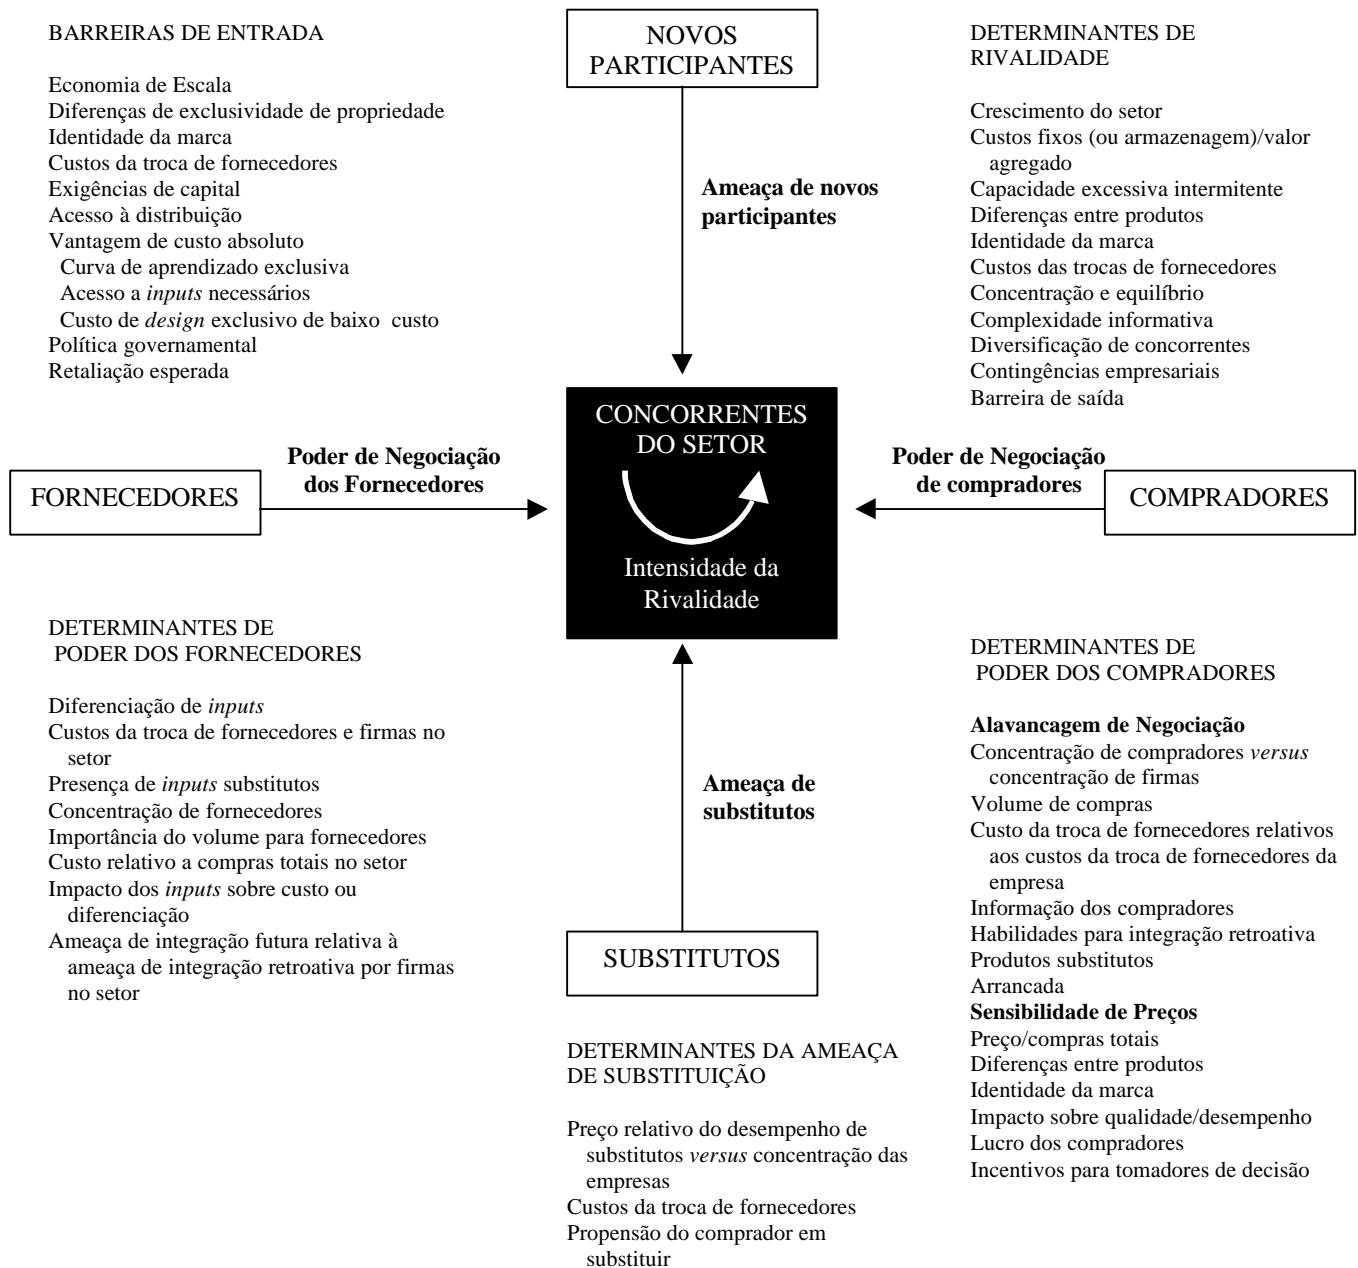 BARREIRAS DE ENTRADA
Economia de Escala
Diferenças de exclusividade de propriedade
Identidade da marca
Custos da troca de fornecedores
Exigências de capital
Acesso à distribuição
Vantagem de custo absoluto
Curva de aprendizado exclusiva
Acesso a inputs necessários
Custo de design exclusivo de baixo custo
Política governamental
Retaliação esperada
NOVOS
PARTICIPANTES
Ameaça de novos
participantes
DETERMINANTES DE
RIVALIDADE
Crescimento do setor
Custos fixos (ou armazenagem)/valor
agregado
Capacidade excessiva intermitente
Diferenças entre produtos
Identidade da marca
Custos das trocas de fornecedores
Concentração e equilíbrio
Complexidade informativa
Diversificação de concorrentes
Contingências empresariais
Barreira de saída
FORNECEDORES
Poder de Negociação
dos Fornecedores
CONCORRENTES
DO SETOR
Intensidade da
Rivalidade
Poder de Negociação
de compradores
COMPRADORES
DETERMINANTES DE
PODER DOS FORNECEDORES
Diferenciação de inputs
Custos da troca de fornecedores e firmas no
setor
Presença de inputs substitutos
Concentração de fornecedores
Importância do volume para fornecedores
Custo relativo a compras totais no setor
Impacto dos inputs sobre custo ou
diferenciação
Ameaça de integração futura relativa à
ameaça de integração retroativa por firmas
no setor
Ameaça de
substitutos
SUBSTITUTOS
DETERMINANTES DA AMEAÇA
DE SUBSTITUIÇÃO
Preço relativo do desempenho de
substitutos versus concentração das
empresas
Custos da troca de fornecedores
Propensão do comprador em
substituir
DETERMINANTES DE
PODER DOS COMPRADORES
Alavancagem de Negociação
Concentração de compradores versus
concentração de firmas
Volume de compras
Custo da troca de fornecedores relativos
aos custos da troca de fornecedores da
empresa
Informação dos compradores
Habilidades para integração retroativa
Produtos substitutos
Arrancada
Sensibilidade de Preços
Preço/compras totais
Diferenças entre produtos
Identidade da marca
Impacto sobre qualidade/desempenho
Lucro dos compradores
Incentivos para tomadores de decisão